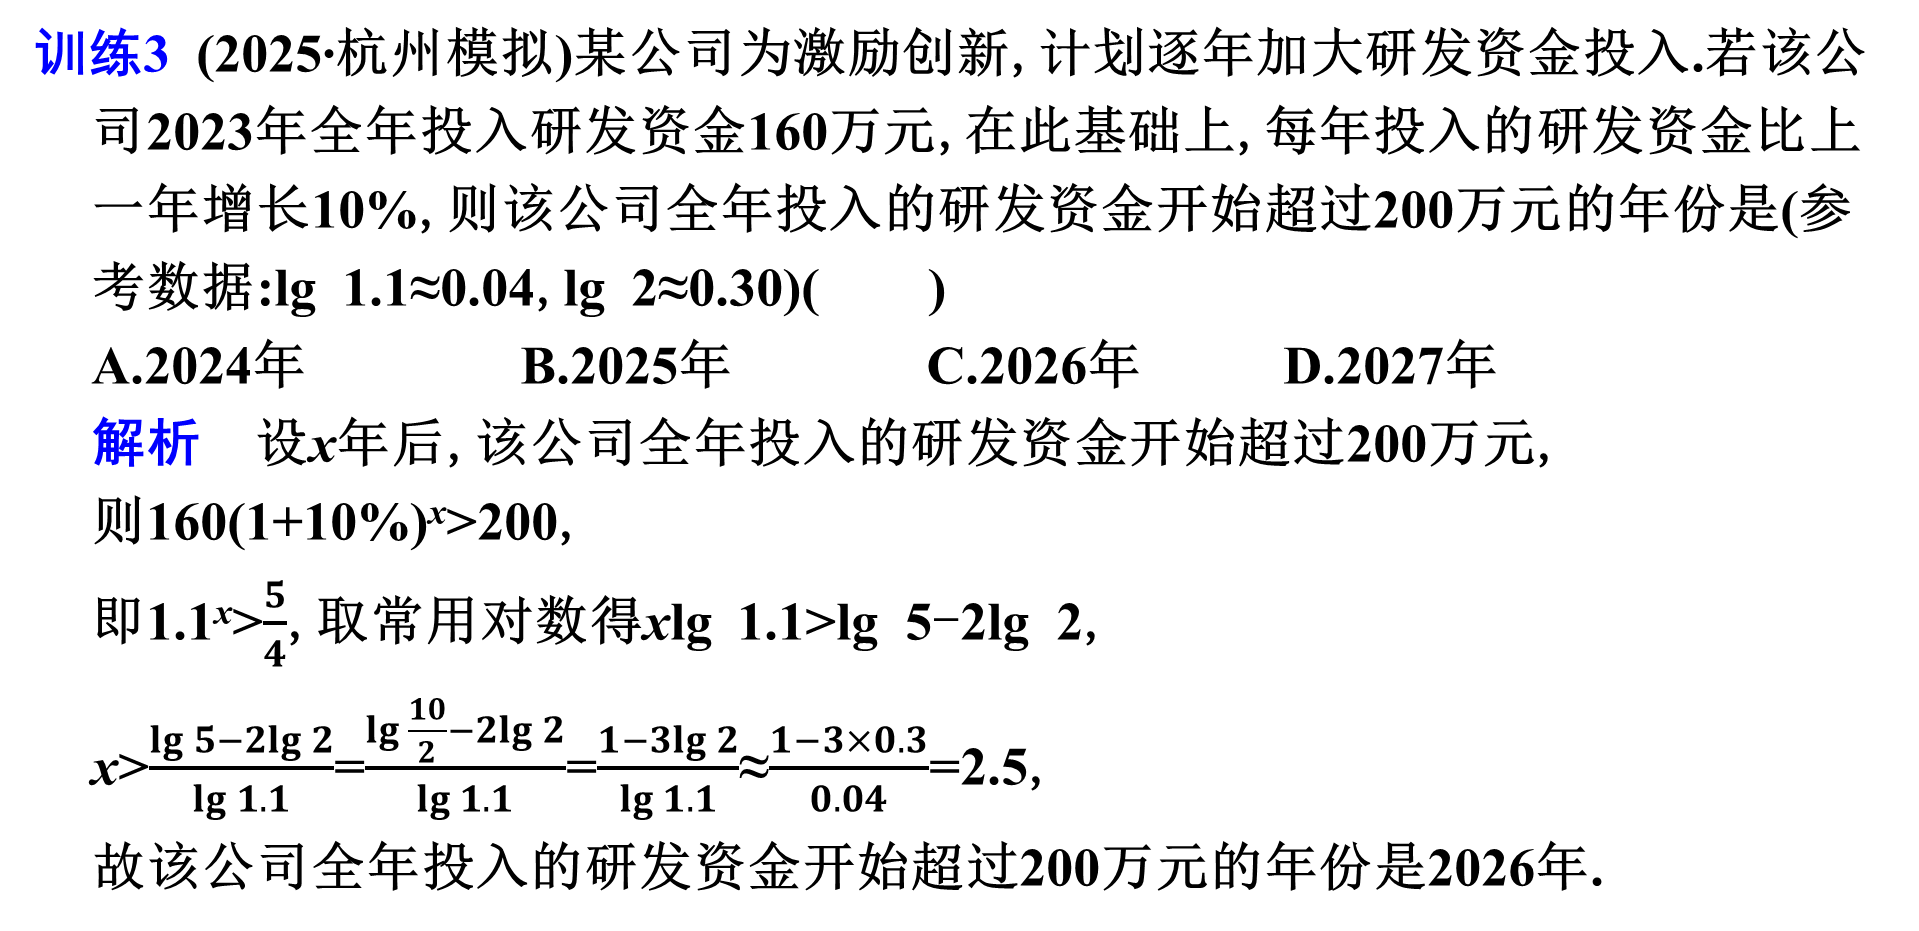 训练3 (2025·杭州模拟)某公司为激励创新,计划逐年加大研发资金投入.若该公
司2023年全年投入研发资金160万元,在此基础上,每年投入的研发资金比上
一年增长10%,则该公司全年投入的研发资金开始超过200万元的年份是(参
考数据:lg 1.1≈0.04,lg 2≈0.30)(  )
A.2024年 B.2025年 C.2026年 D.2027年
解析 设x年后,该公司全年投入的研发资金开始超过200万元,
则160(1+10%)^x>200,
即1.1^x>5/4,取常用对数得xlg 1.1>lg 5−2lg 2,
x>(lg 5−2lg 2)/(lg 1.1)=(lg 10/2−2lg 2)/(lg 1.1)=(1−3lg 2)/(lg 1.1)≈(1−3×0.3)/0.04=2.5,
故该公司全年投入的研发资金开始超过200万元的年份是2026年.